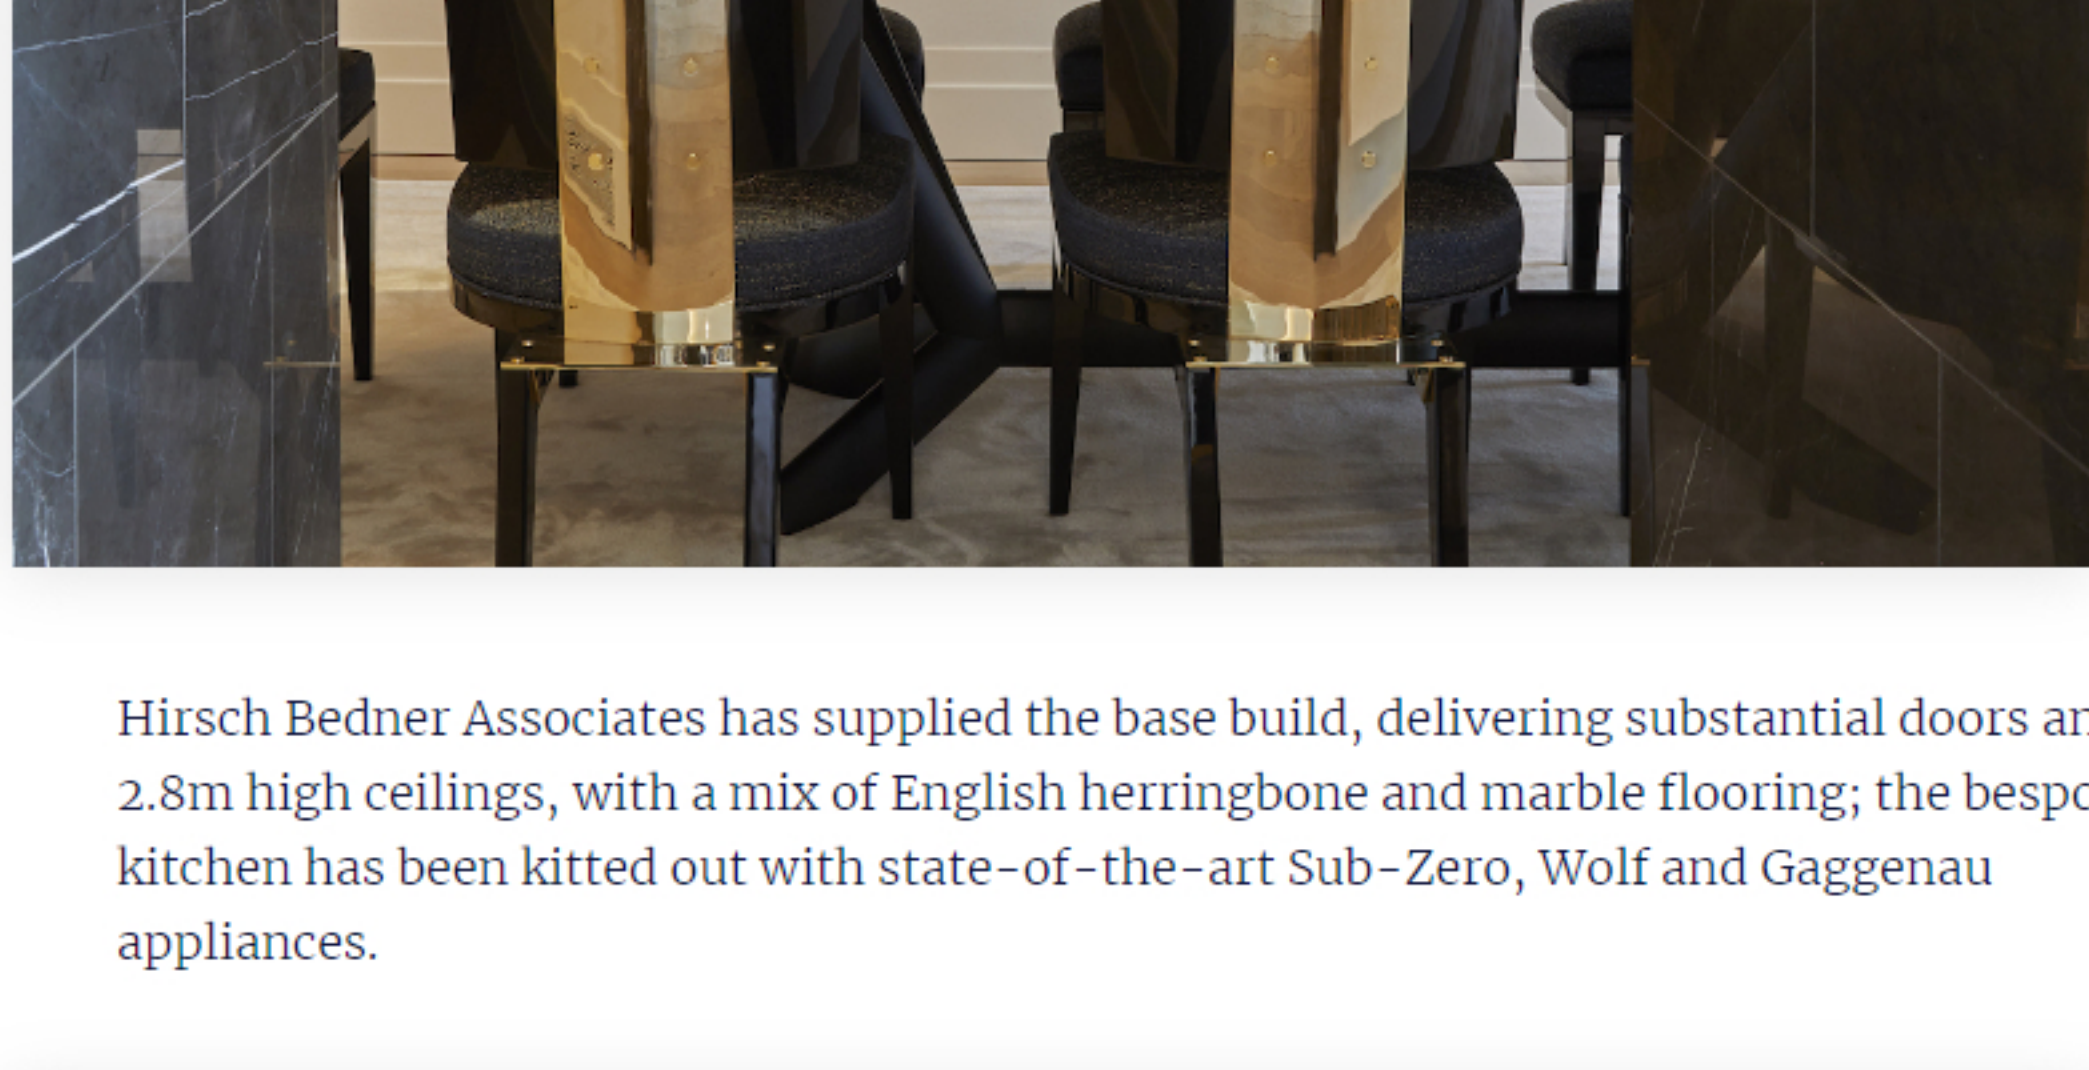 Hirsch Bedner Associates has supplied the base build, delivering substantial doors
2.8m high ceilings, with a mix of English herringbone and marble flooring; the
kitchen has been kitted out with state-of-the-art Sub-Zero, Wolf and Gaggenau
appliances.